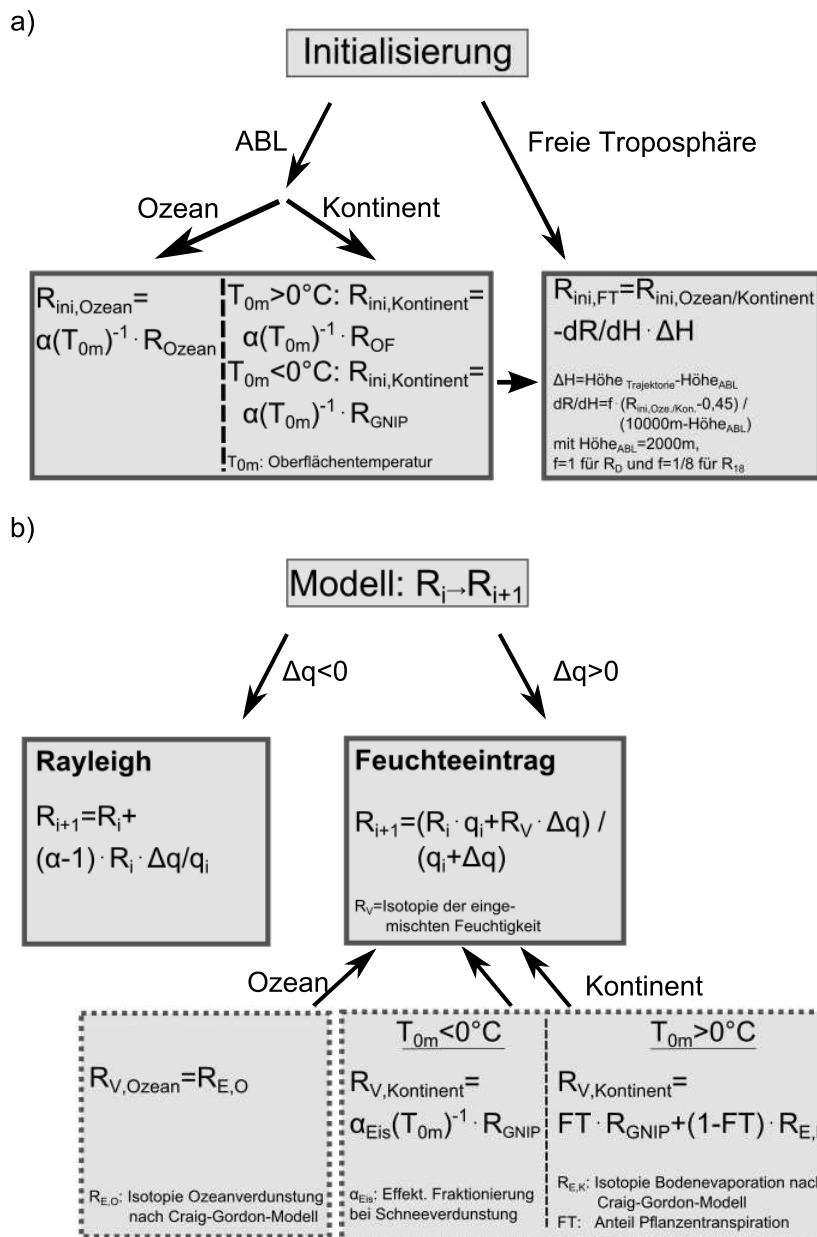 a)
Initialisierung
ABL
Freie Troposphäre
Ozean
Kontinent
R_ini,Ozean=
α(T_0m)^-1 · R_Ozean
T_0m>0°C: R_ini,Kontinent=
α(T_0m)^-1 · R_OF
T_0m<0°C: R_ini,Kontinent=
α(T_0m)^-1 · R_GNIP
T_0m: Oberflächentemperatur
R_ini,FT=R_ini,Ozean/Kontinent
-dR/dH · ΔH
ΔH=Höhe_Trajektorie-Höhe_ABL
dR/dH=f · (R_ini,Oze./Kon.-0,45) /
(10000m-Höhe_ABL)
mit Höhe_ABL=2000m,
f=1 für R_D und f=1/8 für R_18
b)
Modell: R_i→R_i+1
Δq<0
Δq>0
Rayleigh
R_i+1=R_i+
(α-1) · R_i · Δq/q_i
Feuchteeintrag
R_i+1=(R_i · q_i+R_V · Δq) /
(q_i+Δq)
R_V=Isotopie der einge-
mischten Feuchtigkeit
Ozean
Kontinent
R_V,Ozean=R_E,O
R_E,O: Isotopie Ozeanverdunstung
nach Craig-Gordon-Modell
T_0m<0°C
R_V,Kontinent=
α_Eis(T_0m)^-1 · R_GNIP
α_Eis: Effekt. Fraktionierung
bei Schneeverdunstung
T_0m>0°C
R_V,Kontinent=
FT · R_GNIP+(1-FT) · R_E,
R_E,K: Isotopie Bodenevaporation nach
Craig-Gordon-Modell
FT: Anteil Pflanzentranspiration